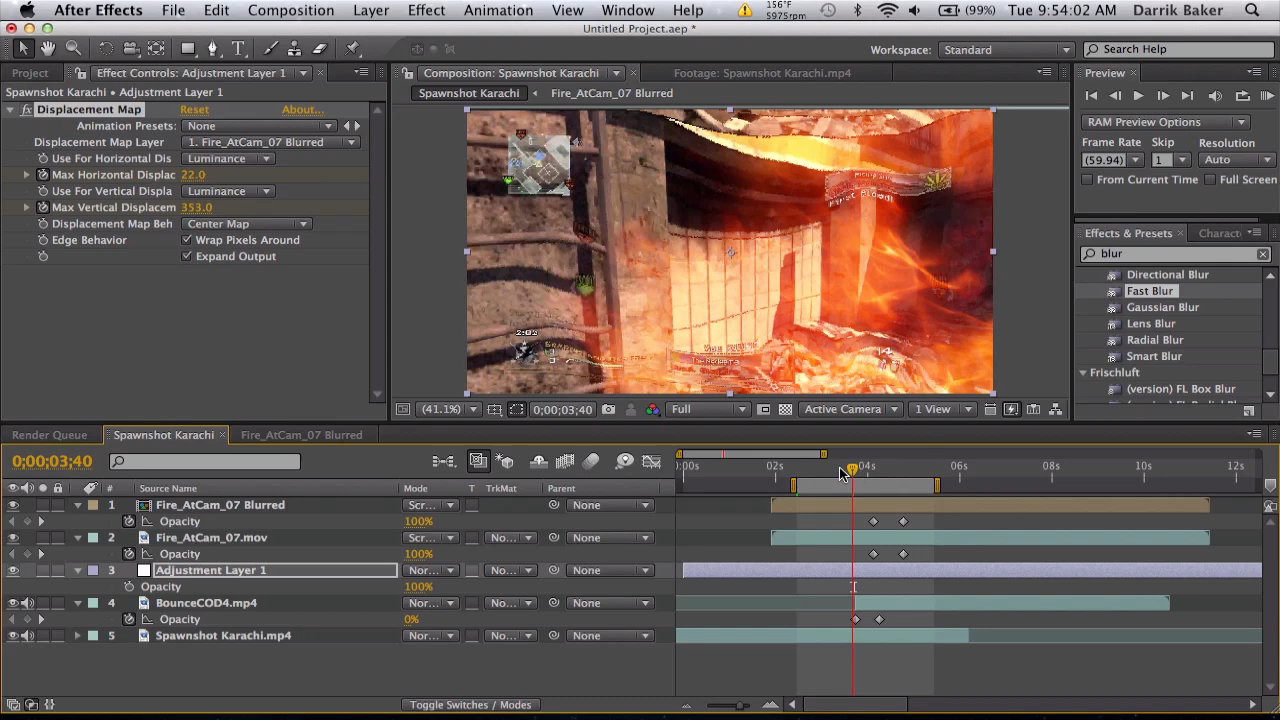 After Effects File Edit Composition Layer Effect Animation View Window Help 156°F 5975rpm (99%) Tue 9:54:02 AM Darrik Baker
Untitled Project.aep *
Workspace: Standard Search Help
Project Effect Controls: Adjustment Layer 1 Composition: Spawnshot Karachi Footage: Spawnshot Karachi.mp4 Preview
Spawnshot Karachi • Adjustment Layer 1 Spawnshot Karachi Fire_AtCam_07 Blurred
fx Displacement Map Reset About...
Animation Presets: None
Displacement Map Layer 1. Fire_AtCam_07 Blurred
Use For Horizontal Dis Luminance
Max Horizontal Displac 22.0
Use For Vertical Displa Luminance
Max Vertical Displacem 353.0
Displacement Map Beh Center Map
Edge Behavior Wrap Pixels Around
Expand Output
First Blood!
2:02
RAM Preview Options
Frame Rate Skip Resolution
(59.94) 1 Auto
From Current Time Full Screen
Effects & Presets Charact
blur
Directional Blur
Fast Blur
Gaussian Blur
Lens Blur
Radial Blur
Smart Blur
Frischluft
(version) FL Box Blur
(41.1%) 0;00;03;40 Full Active Camera 1 View
Render Queue Spawnshot Karachi Fire_AtCam_07 Blurred
0;00;03;40
:00s 02s 04s 06s 08s 10s 12s
# Source Name Mode T TrkMat Parent
1 Fire_AtCam_07 Blurred Scr... None
Opacity 100%
2 Fire_AtCam_07.mov Scr... No... None
Opacity 100%
3 Adjustment Layer 1 Nor... No... None
Opacity 100%
4 BounceCOD4.mp4 Nor... No... None
Opacity 0%
5 Spawnshot Karachi.mp4 Nor... No... None
Toggle Switches / Modes